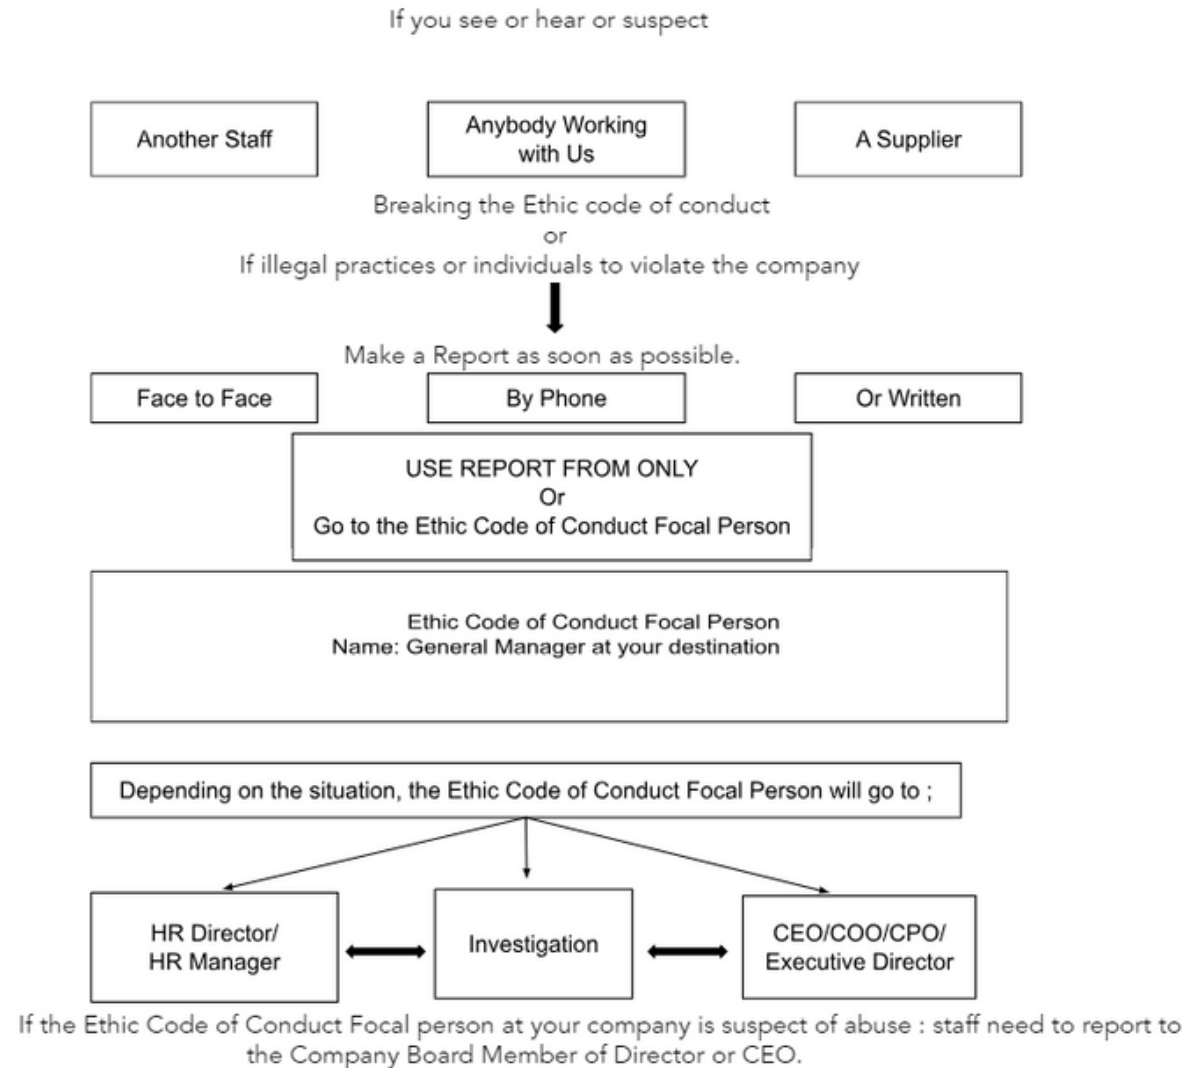 If you see or hear or suspect
Another Staff
Anybody Working
with Us
A Supplier
Breaking the Ethic code of conduct
or
If illegal practices or individuals to violate the company
Make a Report as soon as possible.
Face to Face
By Phone
Or Written
USE REPORT FROM ONLY
Or
Go to the Ethic Code of Conduct Focal Person
Ethic Code of Conduct Focal Person
Name: General Manager at your destination
Depending on the situation, the Ethic Code of Conduct Focal Person will go to ;
HR Director/
HR Manager
Investigation
CEO/COO/CPO/
Executive Director
If the Ethic Code of Conduct Focal person at your company is suspect of abuse : staff need to report to
the Company Board Member of Director or CEO.